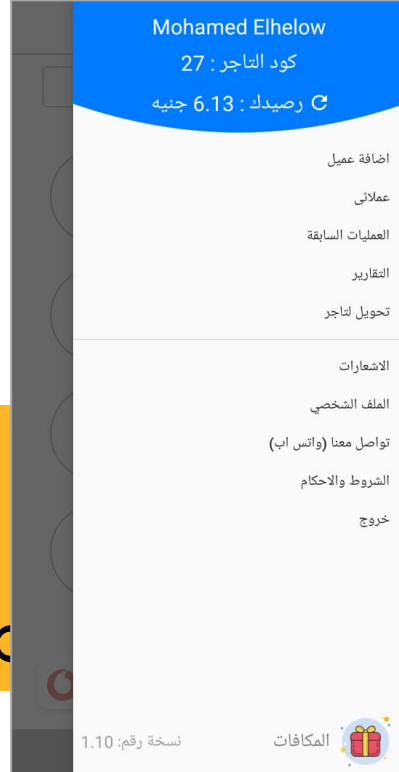 Mohamed Elhelow
كود التاجر : 27
رصيدك : 6.13 جنيه
اضافة عميل
عملائى
العمليات السابقة
التقارير
تحويل لتاجر
الاشعارات
الملف الشخصي
تواصل معنا (واتس اب)
الشروط والاحكام
خروج
المكافات
نسخة رقم: 1.10